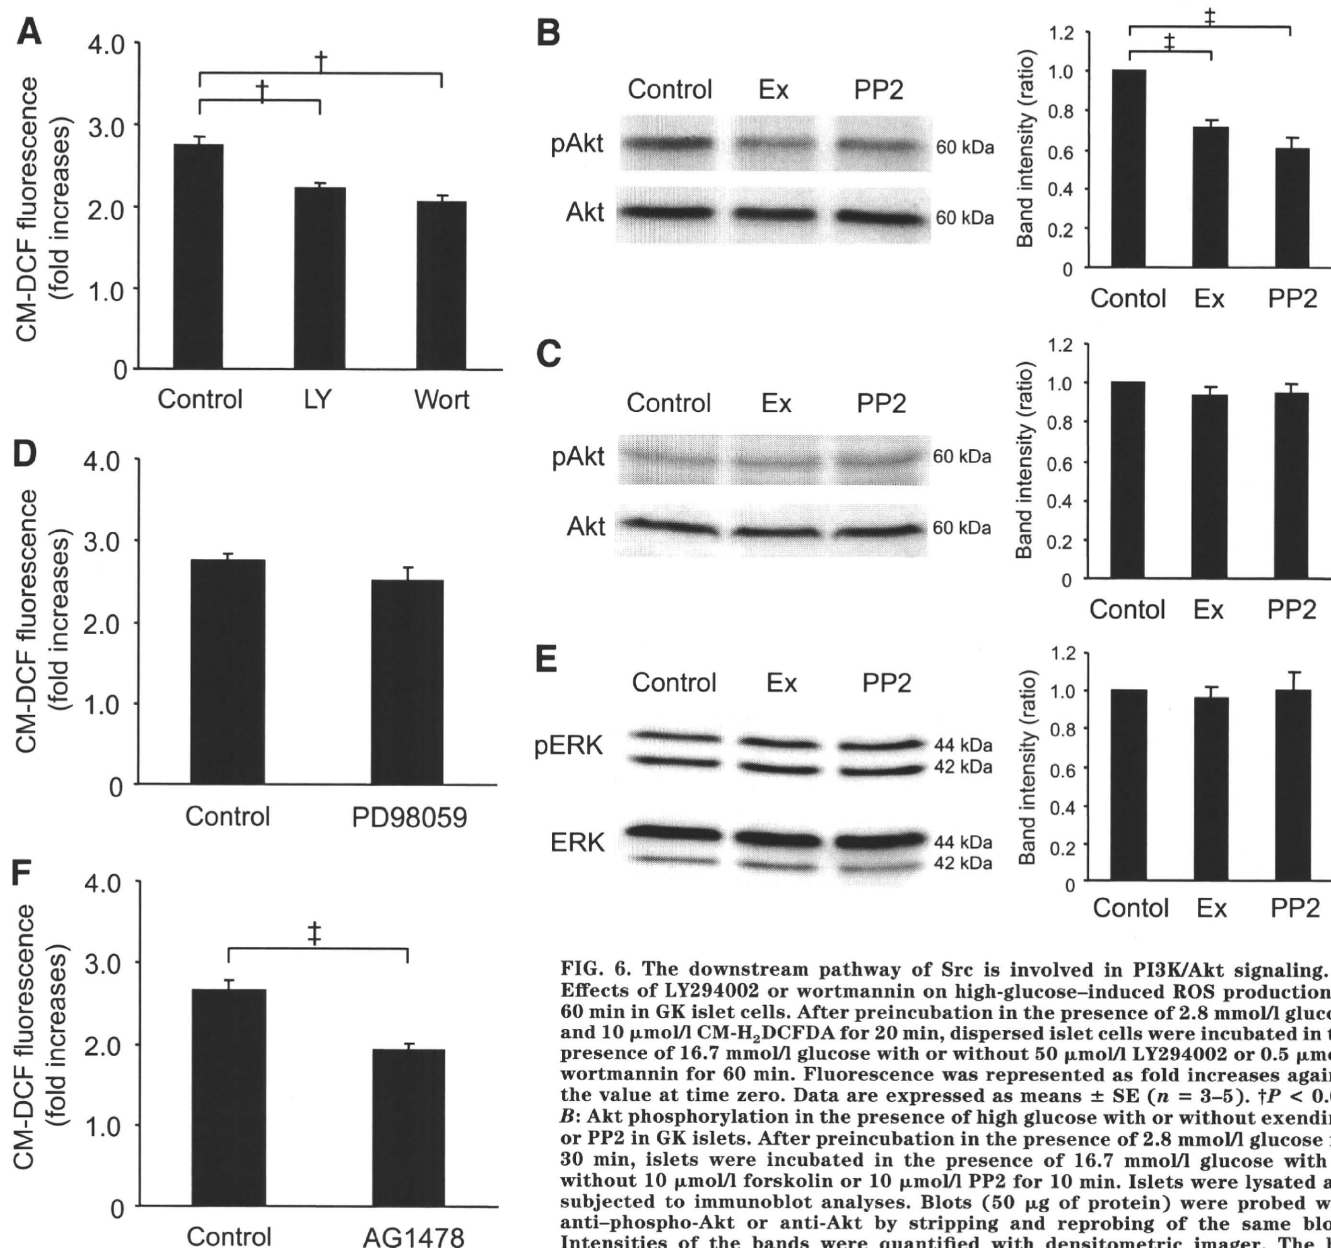 A
4.0
3.0
2.0
1.0
0
CM-DCF fluorescence
(fold increases)
†
†
Control LY Wort
B
Control Ex PP2
pAkt 60 kDa
Akt 60 kDa
‡
‡
1.2
1.0
0.8
0.6
0.4
0.2
0
Band intensity (ratio)
Contol Ex PP2
C
Control Ex PP2
pAkt 60 kDa
Akt 60 kDa
1.2
1.0
0.8
0.6
0.4
0.2
0
Band intensity (ratio)
Contol Ex PP2
D
4.0
3.0
2.0
1.0
0
CM-DCF fluorescence
(fold increases)
Control PD98059
E
Control Ex PP2
pERK 44 kDa
42 kDa
ERK 44 kDa
42 kDa
1.2
1.0
0.8
0.6
0.4
0.2
0
Band intensity (ratio)
Contol Ex PP2
F
4.0
3.0
2.0
1.0
0
CM-DCF fluorescence
(fold increases)
‡
Control AG1478
FIG. 6. The downstream pathway of Src is involved in PI3K/Akt signaling.
Effects of LY294002 or wortmannin on high-glucose–induced ROS production
60 min in GK islet cells. After preincubation in the presence of 2.8 mmol/l
and 10 μmol/l CM-H₂DCFDA for 20 min, dispersed islet cells were incubated in
presence of 16.7 mmol/l glucose with or without 50 μmol/l LY294002 or 0.5
wortmannin for 60 min. Fluorescence was represented as fold increases
the value at time zero. Data are expressed as means ± SE (n = 3–5). †P <
B: Akt phosphorylation in the presence of high glucose with or without
or PP2 in GK islets. After preincubation in the presence of 2.8 mmol/l glucose
30 min, islets were incubated in the presence of 16.7 mmol/l glucose with
without 10 μmol/l forskolin or 10 μmol/l PP2 for 10 min. Islets were lysated
subjected to immunoblot analyses. Blots (50 μg of protein) were probed
anti–phospho-Akt or anti-Akt by stripping and reprobing of the same
Intensities of the bands were quantified with densitometric imager. The